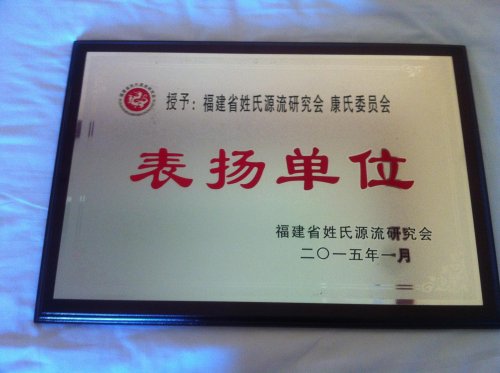 授予：福建省姓氏源流研究会 康氏委员会
表扬单位
福建省姓氏源流研究会
二〇一五年一月